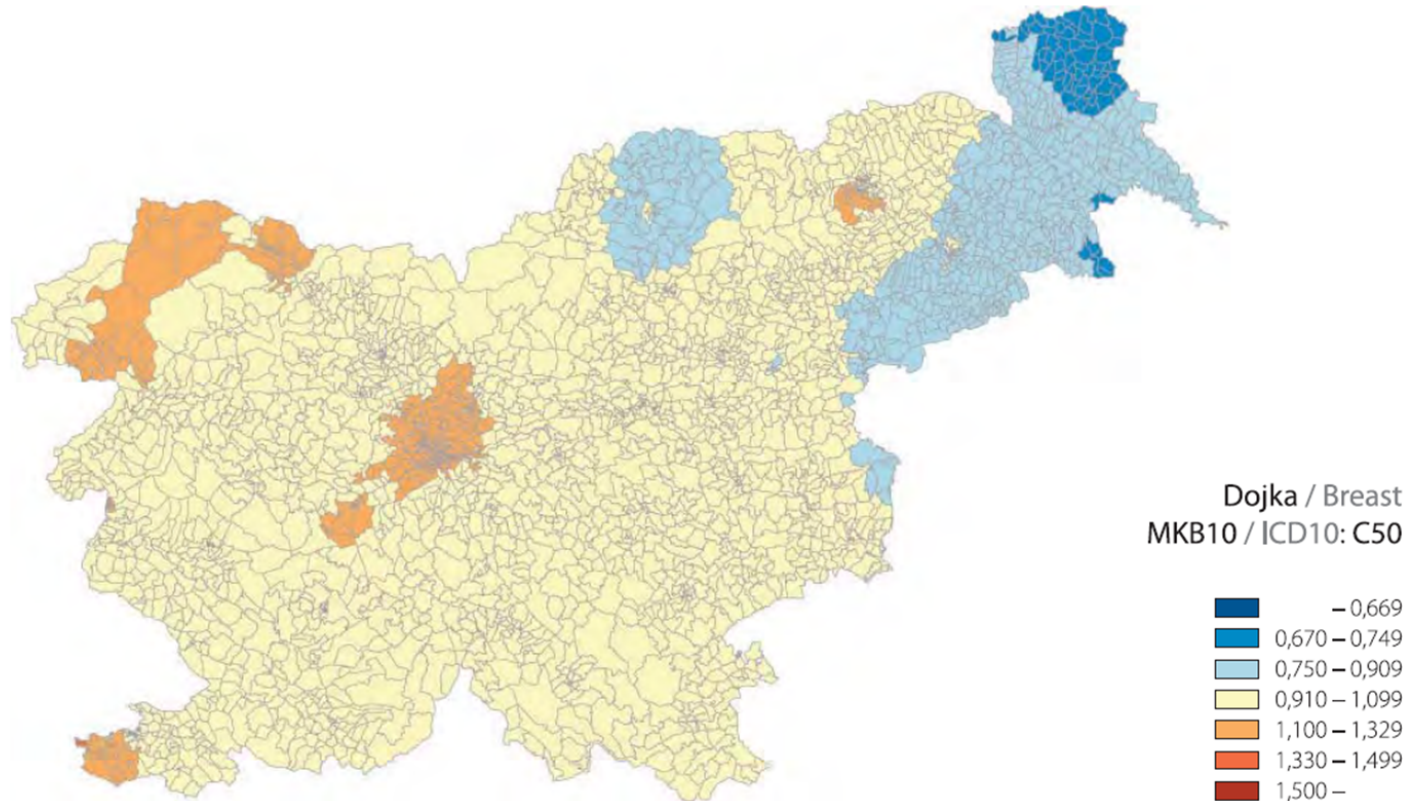 Dojka / Breast
MKB10 / ICD10: C50
– 0,669
0,670 – 0,749
0,750 – 0,909
0,910 – 1,099
1,100 – 1,329
1,330 – 1,499
1,500 –